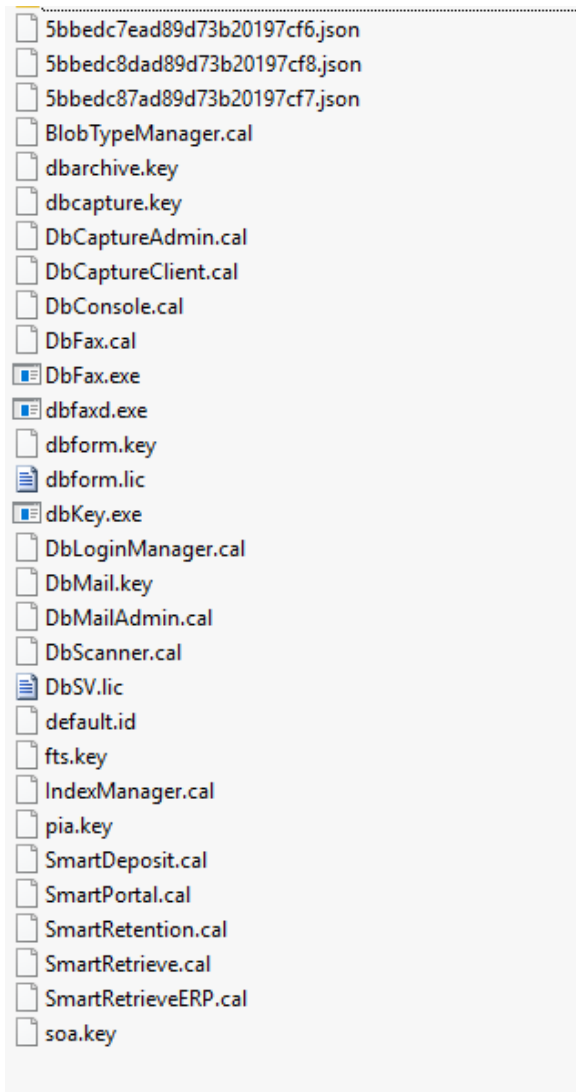 5bbedc7ead89d73b20197cf6.json
5bbedc8dad89d73b20197cf8.json
5bbedc87ad89d73b20197cf7.json
BlobTypeManager.cal
dbarchive.key
dbcapture.key
DbCaptureAdmin.cal
DbCaptureClient.cal
DbConsole.cal
DbFax.cal
DbFax.exe
dbfaxd.exe
dbform.key
dbform.lic
dbKey.exe
DbLoginManager.cal
DbMail.key
DbMailAdmin.cal
DbScanner.cal
DbSV.lic
default.id
fts.key
IndexManager.cal
pia.key
SmartDeposit.cal
SmartPortal.cal
SmartRetention.cal
SmartRetrieve.cal
SmartRetrieveERP.cal
soa.key